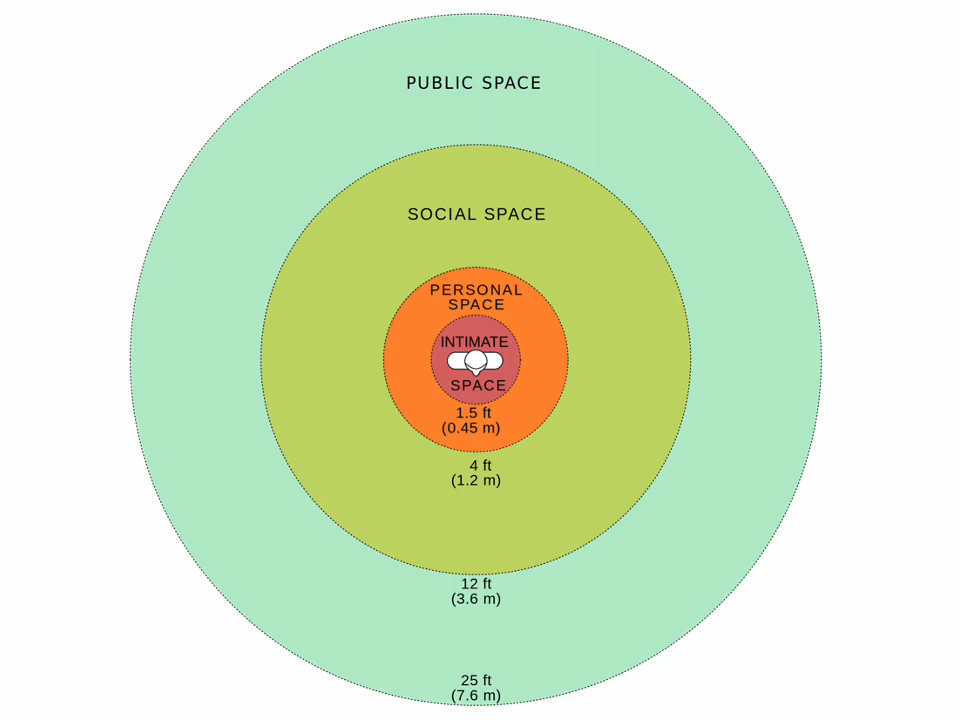 PUBLIC SPACE
SOCIAL SPACE
PERSONAL
SPACE
INTIMATE
SPACE
1.5 ft
(0.45 m)
4 ft
(1.2 m)
12 ft
(3.6 m)
25 ft
(7.6 m)